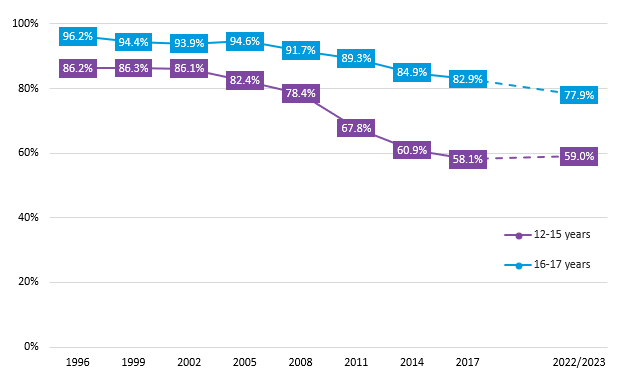 100%
96.2% 94.4% 93.9% 94.6% 91.7% 89.3% 84.9% 82.9% 77.9%
86.2% 86.3% 86.1% 82.4% 78.4% 67.8% 60.9% 58.1% 59.0%
80%
60%
40%
12-15 years
16-17 years
20%
0%
1996 1999 2002 2005 2008 2011 2014 2017 2022/2023